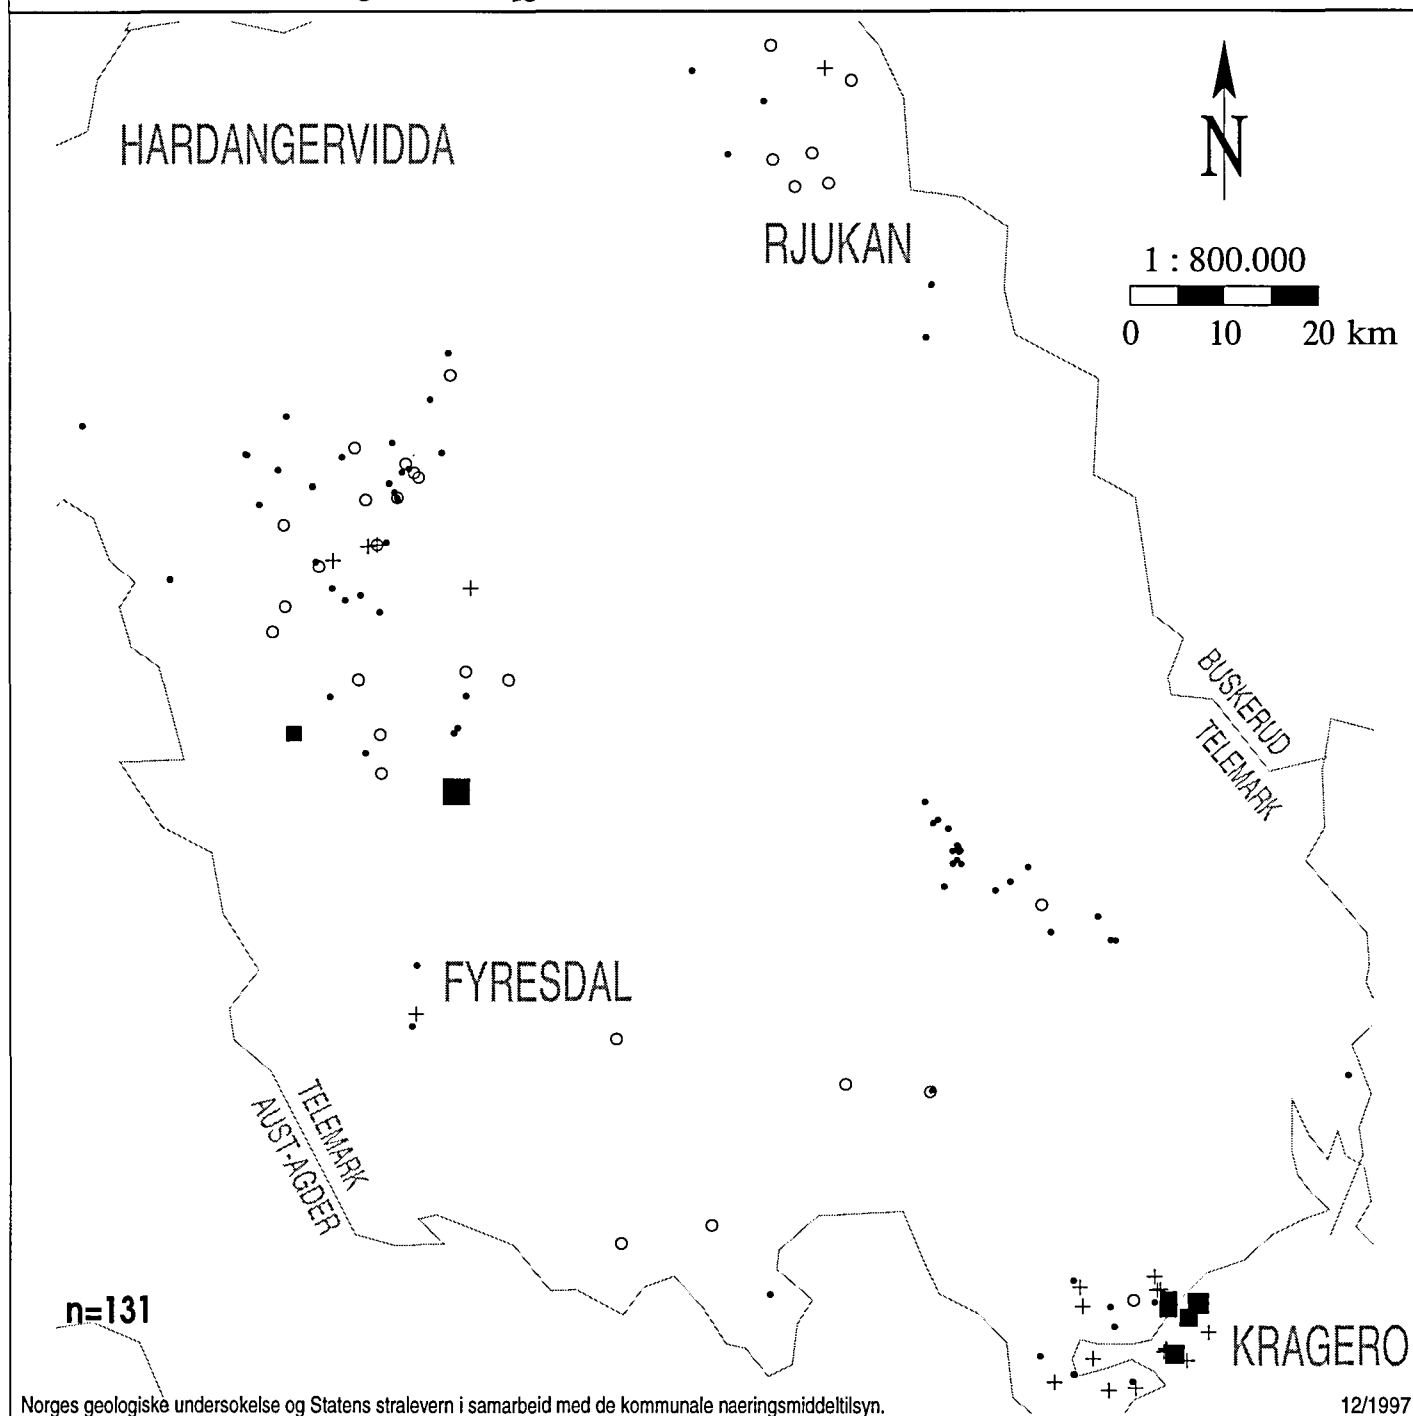 HARDANGERVIDDA
N
RJUKAN
1 : 800.000
0 10 20 km
BUSKERUD
TELEMARK
FYRESDAL
TELEMARK
AUST-AGDER
n=131
KRAGERO
Norges geologiske undersokelse og Statens stralevern i samarbeid med de kommunale naeringsmiddeltilsyn.
12/1997